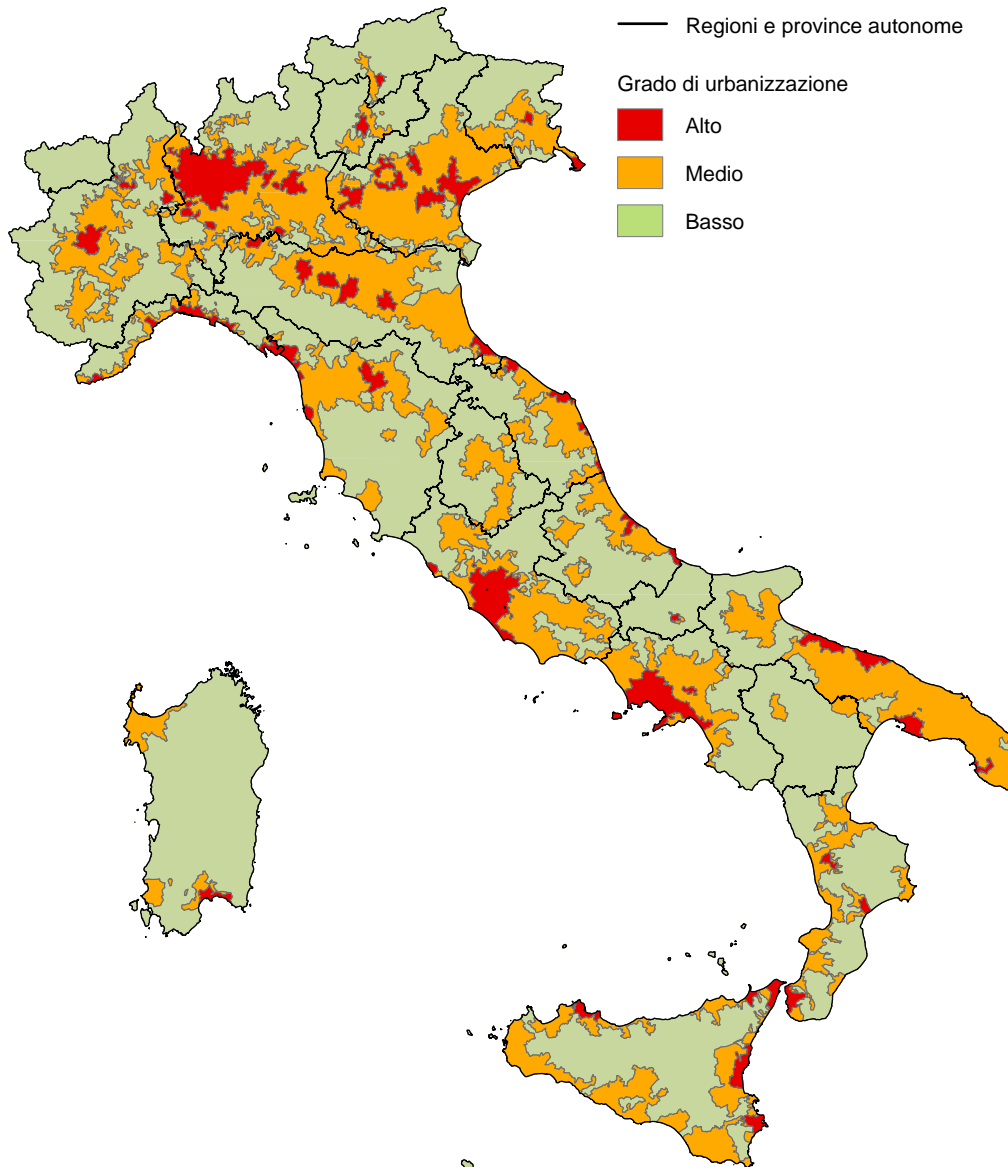 Regioni e province autonome
Grado di urbanizzazione
Alto
Medio
Basso